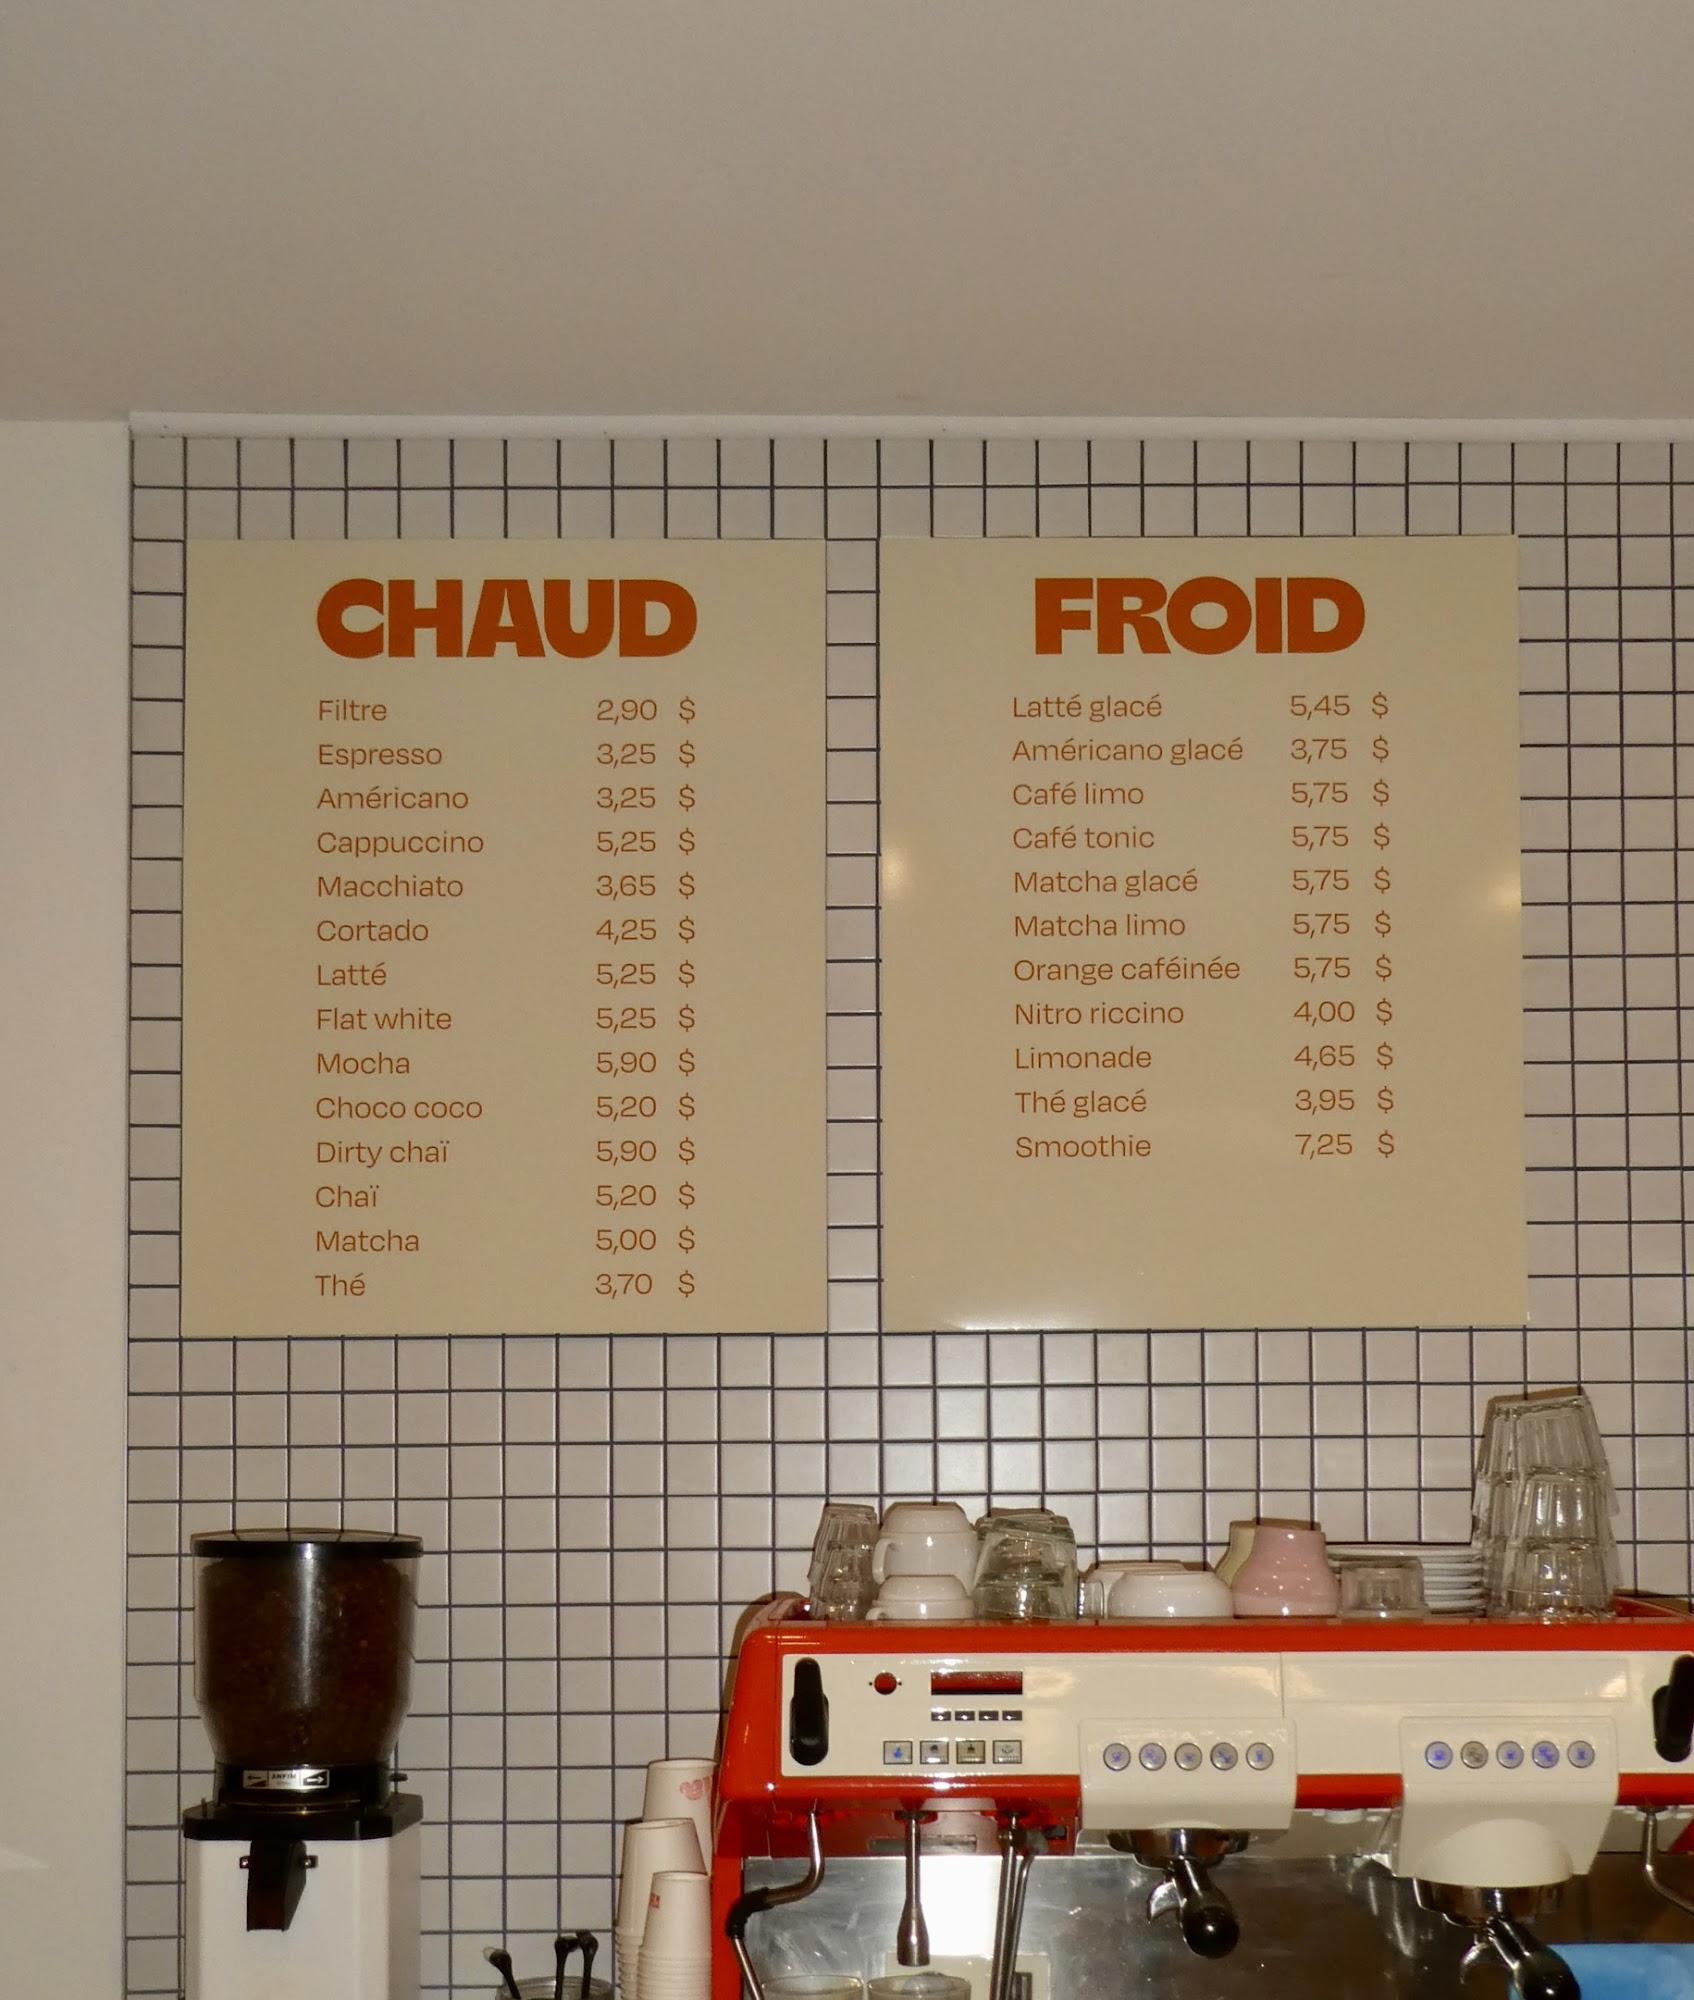 CHAUD
Filtre 2,90 $
Espresso 3,25 $
Américano 3,25 $
Cappuccino 5,25 $
Macchiato 3,65 $
Cortado 4,25 $
Latté 5,25 $
Flat white 5,25 $
Mocha 5,90 $
Choco coco 5,20 $
Dirty chaï 5,90 $
Chaï 5,20 $
Matcha 5,00 $
Thé 3,70 $
FROID
Latté glacé 5,45 $
Américano glacé 3,75 $
Café limo 5,75 $
Café tonic 5,75 $
Matcha glacé 5,75 $
Matcha limo 5,75 $
Orange caféinée 5,75 $
Nitro riccino 4,00 $
Limonade 4,65 $
Thé glacé 3,95 $
Smoothie 7,25 $
ANFIM